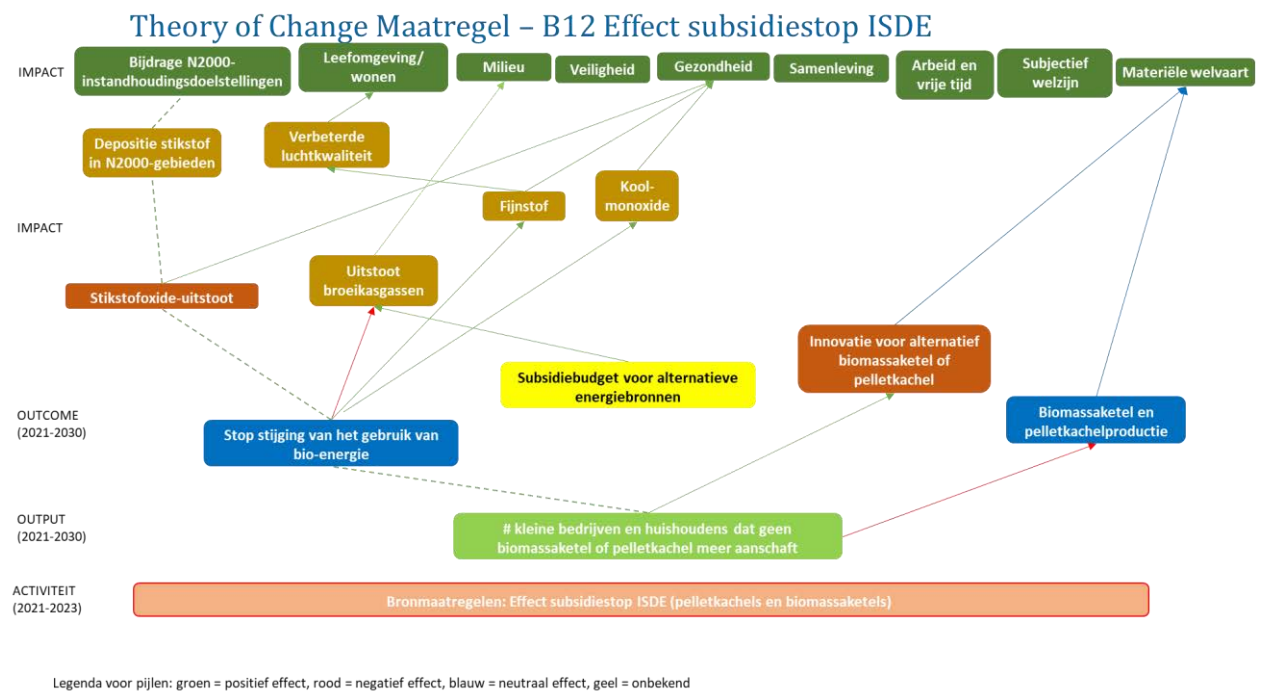 Theory of Change Maatregel – B12 Effect subsidiestop ISDE
IMPACT
Bijdrage N2000-
instandhoudingsdoelstellingen
Leefomgeving/
wonen
Milieu
Veiligheid
Gezondheid
Samenleving
Arbeid en
vrije tijd
Subjectief
welzijn
Materiële welvaart
Depositie stikstof
in N2000-gebieden
Verbeterde
luchtkwaliteit
Kool-
monoxide
Fijnstof
IMPACT
Uitstoot
broeikasgassen
Stikstofoxide-uitstoot
Innovatie voor alternatief
biomassaketel of
pelletkachel
Subsidiebudget voor alternatieve
energiebronnen
OUTCOME
(2021-2030)
Stop stijging van het gebruik van
bio-energie
Biomassaketel en
pelletkachelproductie
OUTPUT
(2021-2030)
# kleine bedrijven en huishoudens dat geen
biomassaketel of pelletkachel meer aanschaft
ACTIVITEIT
(2021-2023)
Bronmaatregelen: Effect subsidiestop ISDE (pelletkachels en biomassaketels)
Legenda voor pijlen: groen = positief effect, rood = negatief effect, blauw = neutraal effect, geel = onbekend